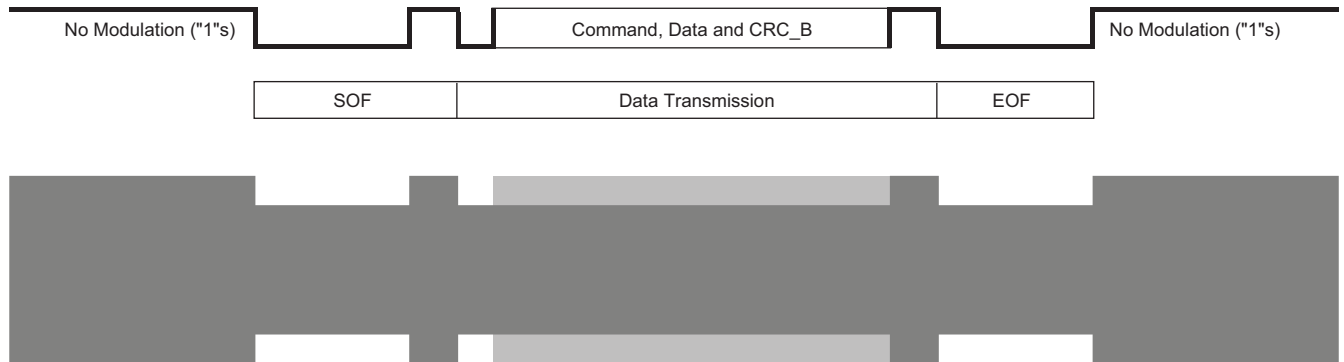 No Modulation ("1"s)
Command, Data and CRC_B
No Modulation ("1"s)
SOF
Data Transmission
EOF